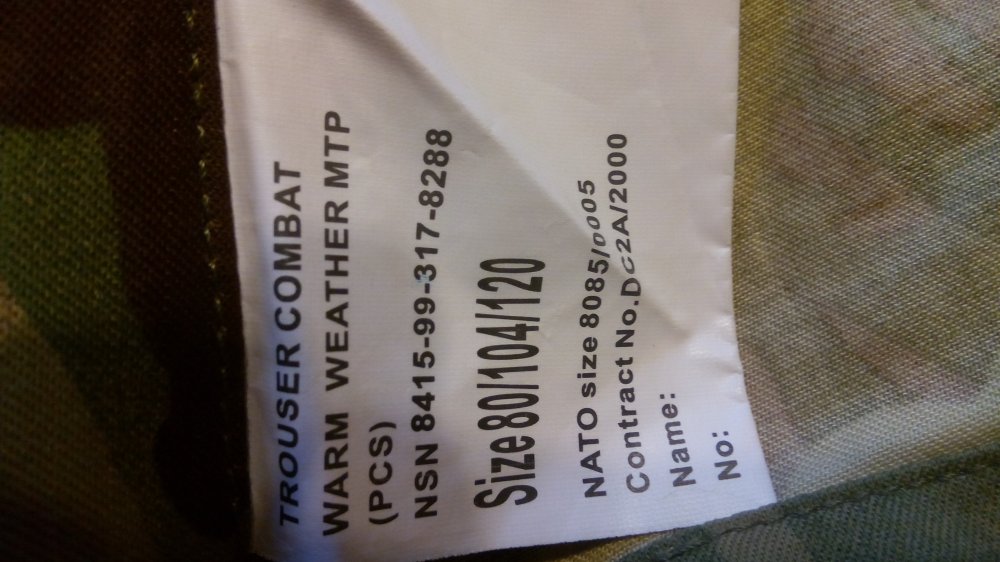 TROUSER COMBAT
WARM WEATHER MTP
(PCS)
NSN 8415-99-317-8288
Size 80/104/120
NATO size 8085/0005
Contract No.DC2A/2000
Name:
No: